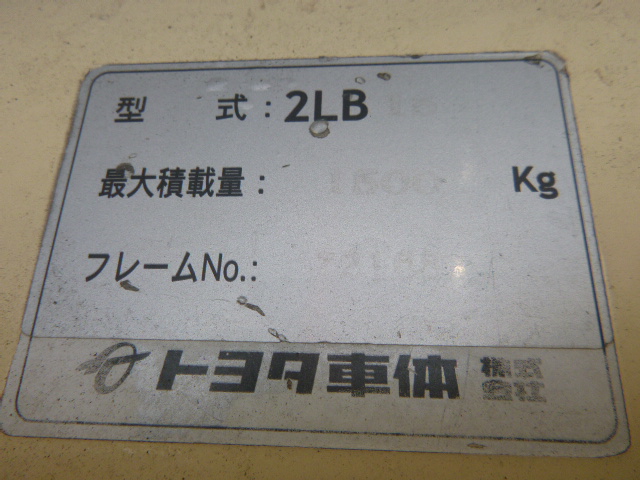 型 式 : 2LB
最大積載量 : Kg
フレームNo.:
トヨタ車体 株式会社